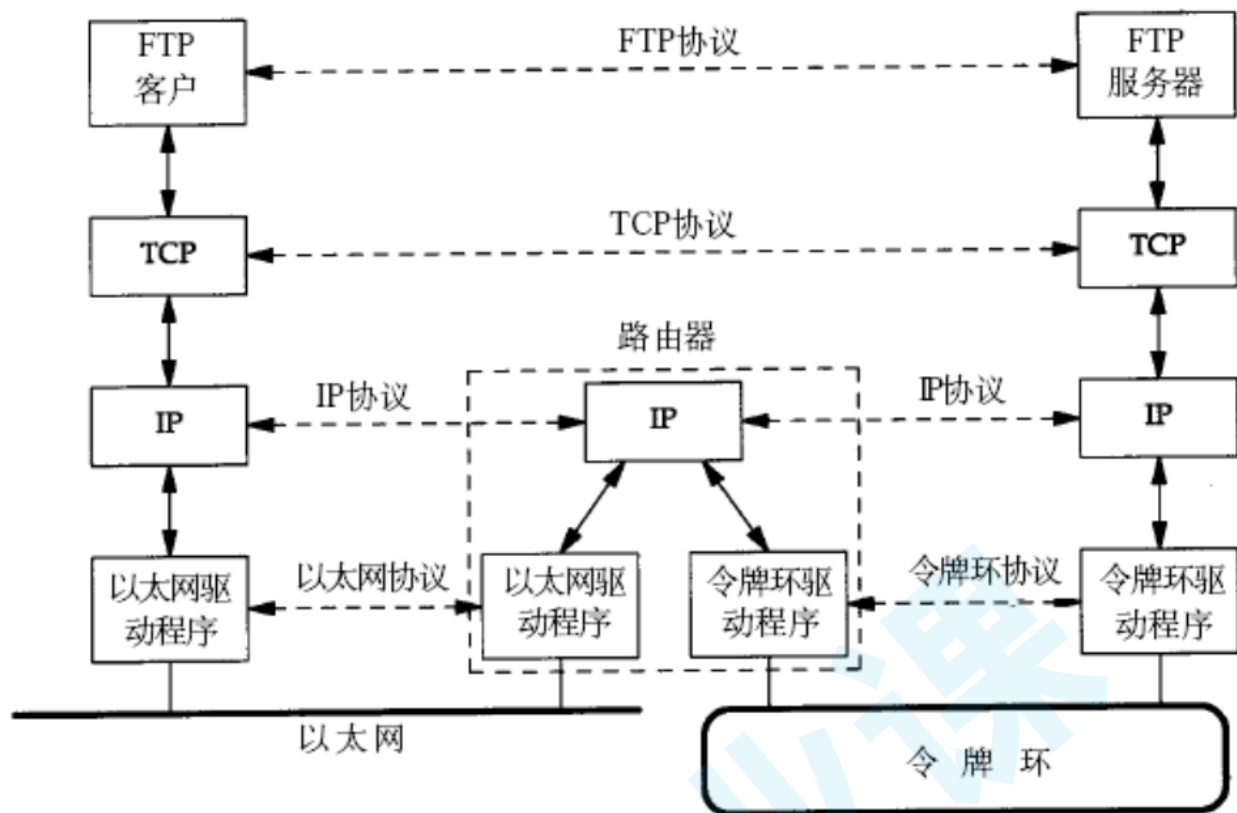 FTP
客户
FTP协议
FTP
服务器
TCP
TCP协议
TCP
路由器
IP
IP协议
IP
IP协议
IP
以太网驱
动程序
以太网协议
以太网驱
动程序
令牌环驱
动程序
令牌环协议
令牌环驱
动程序
以太网
令牌环